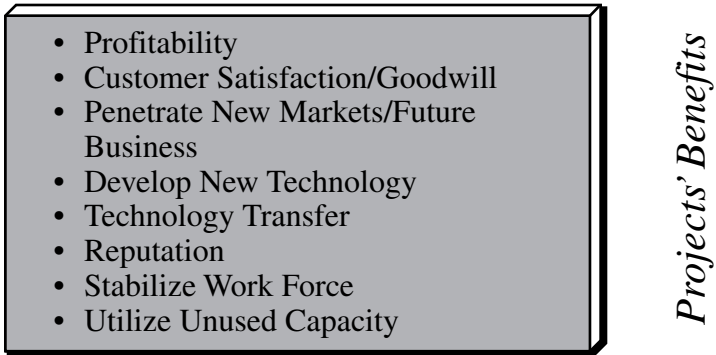 • Profitability
• Customer Satisfaction/Goodwill
• Penetrate New Markets/Future
Business
• Develop New Technology
• Technology Transfer
• Reputation
• Stabilize Work Force
• Utilize Unused Capacity
Projects' Benefits